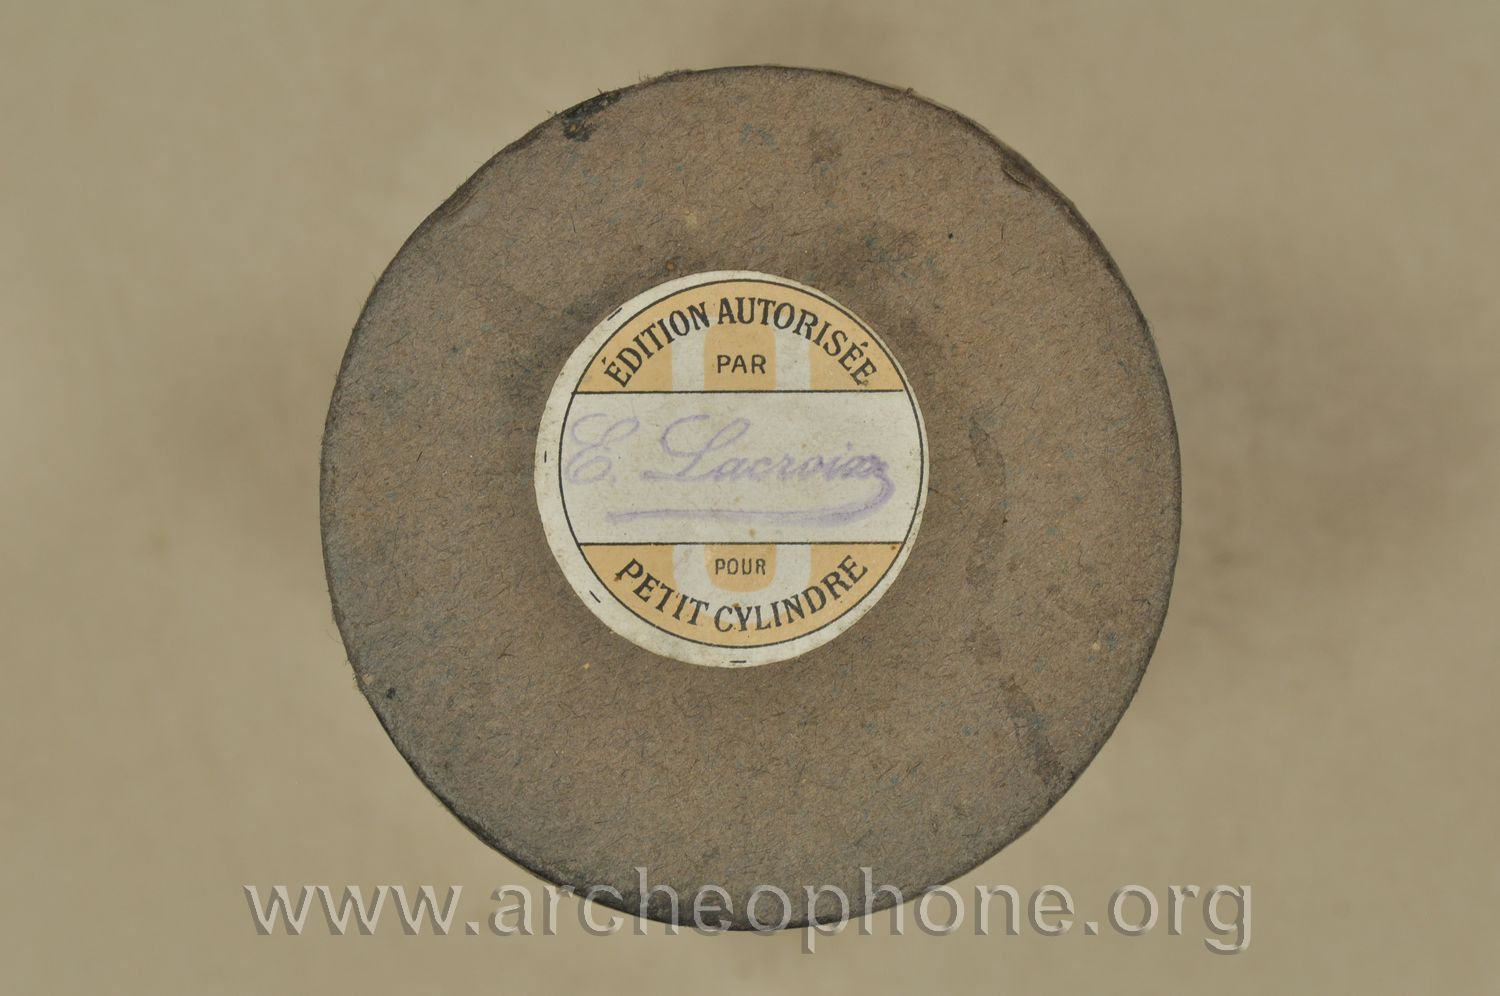 ÉDITION AUTORISÉE
PAR
E. Lacroix
POUR
PETIT CYLINDRE
www.archeophone.org